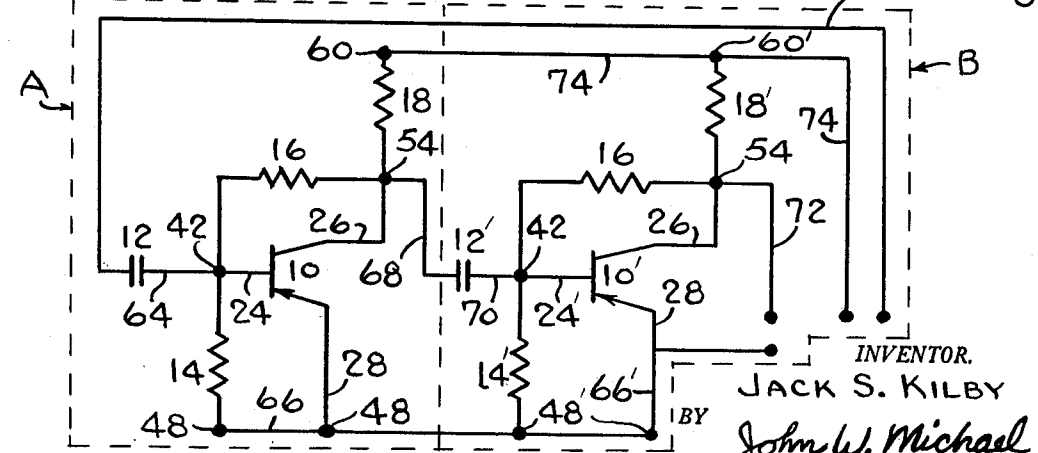 60 60'
A 74 B
18 18' 74
16 54 16 54
42 26 12' 42 26 72
12 10 68 10' 28
64 24 70 24'
14 28 14' 66' INVENTOR.
JACK S. KILBY
48 66 48 48' BY
John W. Michael